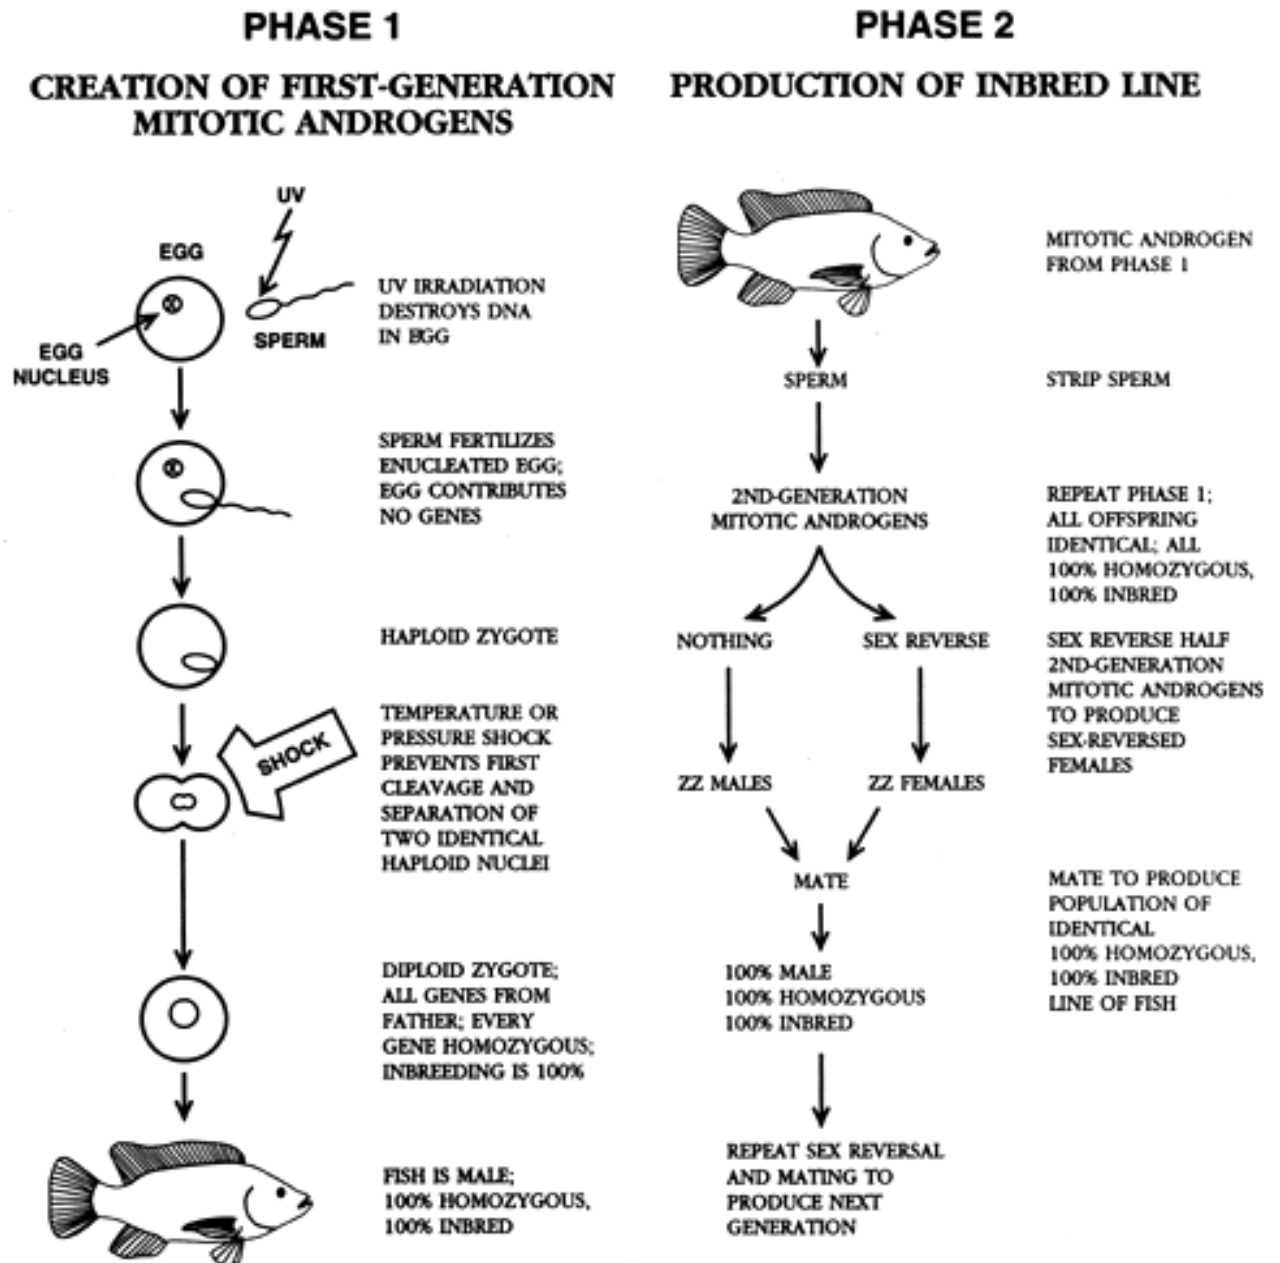 PHASE 1
CREATION OF FIRST-GENERATION
MITOTIC ANDROGENS
UV
EGG
EGG
NUCLEUS
SPERM
UV IRRADIATION
DESTROYS DNA
IN EGG
SPERM FERTILIZES
ENUCLEATED EGG;
EGG CONTRIBUTES
NO GENES
HAPLOID ZYGOTE
SHOCK
TEMPERATURE OR
PRESSURE SHOCK
PREVENTS FIRST
CLEAVAGE AND
SEPARATION OF
TWO IDENTICAL
HAPLOID NUCLEI
DIPLOID ZYGOTE;
ALL GENES FROM
FATHER; EVERY
GENE HOMOZYGOUS;
INBREEDING IS 100%
FISH IS MALE;
100% HOMOZYGOUS,
100% INBRED
PHASE 2
PRODUCTION OF INBRED LINE
MITOTIC ANDROGEN
FROM PHASE 1
SPERM
STRIP SPERM
2ND-GENERATION
MITOTIC ANDROGENS
REPEAT PHASE 1;
ALL OFFSPRING
IDENTICAL; ALL
100% HOMOZYGOUS,
100% INBRED
NOTHING
SEX REVERSE
SEX REVERSE HALF
2ND-GENERATION
MITOTIC ANDROGENS
TO PRODUCE
SEX-REVERSED
FEMALES
ZZ MALES
ZZ FEMALES
MATE
MATE TO PRODUCE
POPULATION OF
IDENTICAL
100% HOMOZYGOUS,
100% INBRED
LINE OF FISH
100% MALE
100% HOMOZYGOUS
100% INBRED
REPEAT SEX REVERSAL
AND MATING TO
PRODUCE NEXT
GENERATION